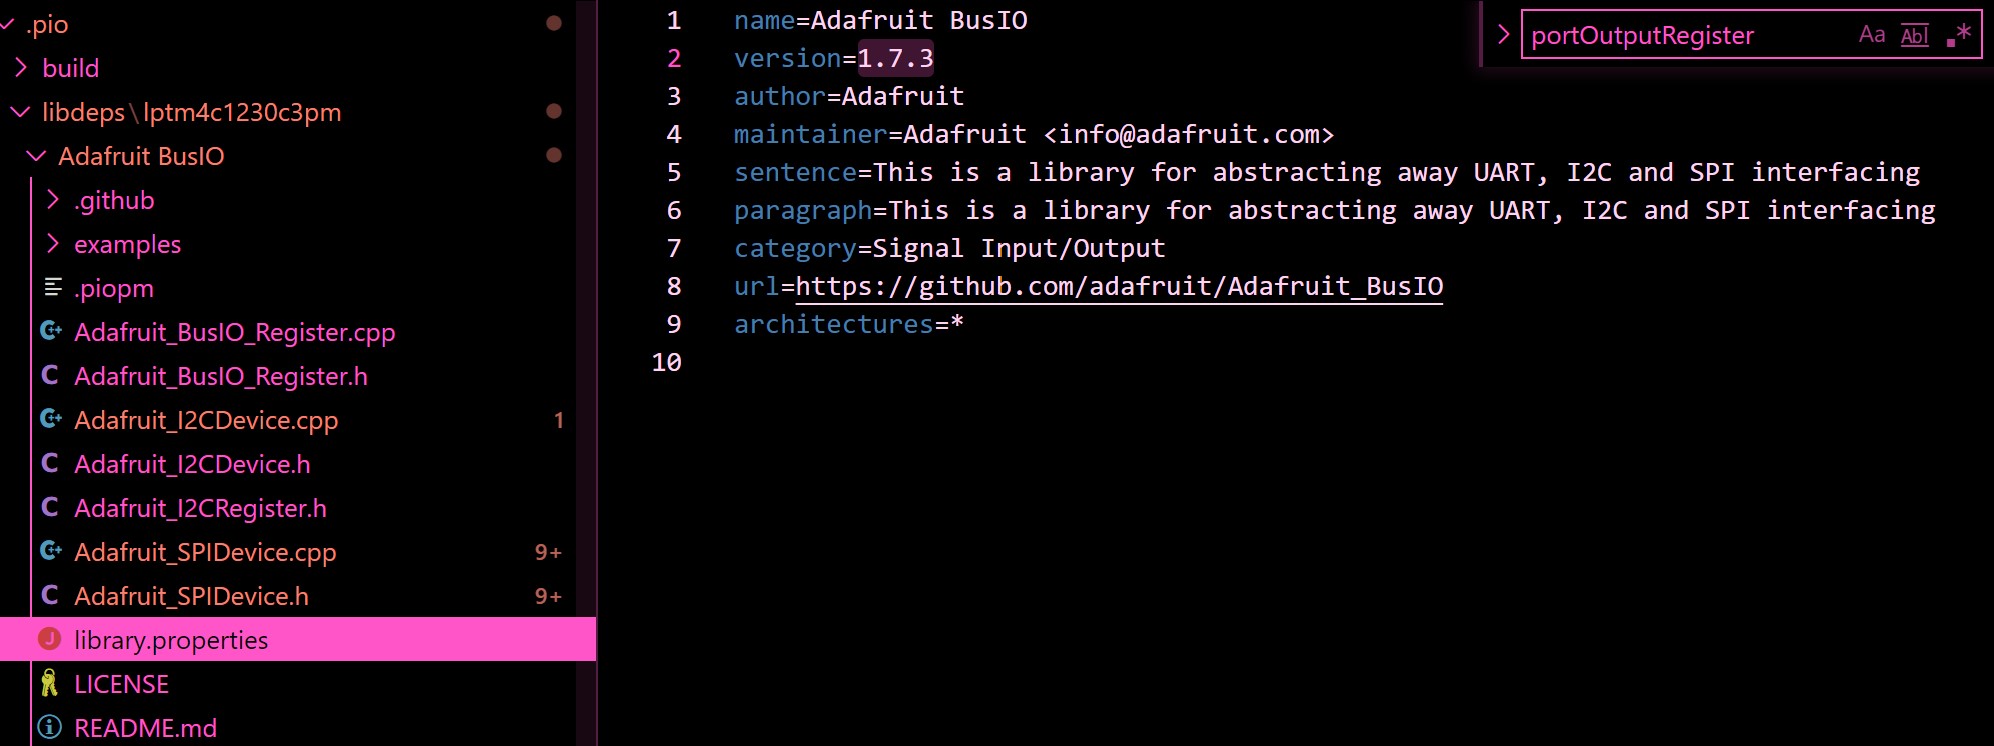 .pio
build
libdeps\lptm4c1230c3pm
Adafruit BusIO
.github
examples
.piopm
Adafruit_BusIO_Register.cpp
Adafruit_BusIO_Register.h
Adafruit_I2CDevice.cpp 1
Adafruit_I2CDevice.h
Adafruit_I2CRegister.h
Adafruit_SPIDevice.cpp 9+
Adafruit_SPIDevice.h 9+
library.properties
LICENSE
README.md
1 name=Adafruit BusIO
2 version=1.7.3
3 author=Adafruit
4 maintainer=Adafruit <info@adafruit.com>
5 sentence=This is a library for abstracting away UART, I2C and SPI interfacing
6 paragraph=This is a library for abstracting away UART, I2C and SPI interfacing
7 category=Signal Input/Output
8 url=https://github.com/adafruit/Adafruit_BusIO
9 architectures=*
10
portOutputRegister Aa Abl .*